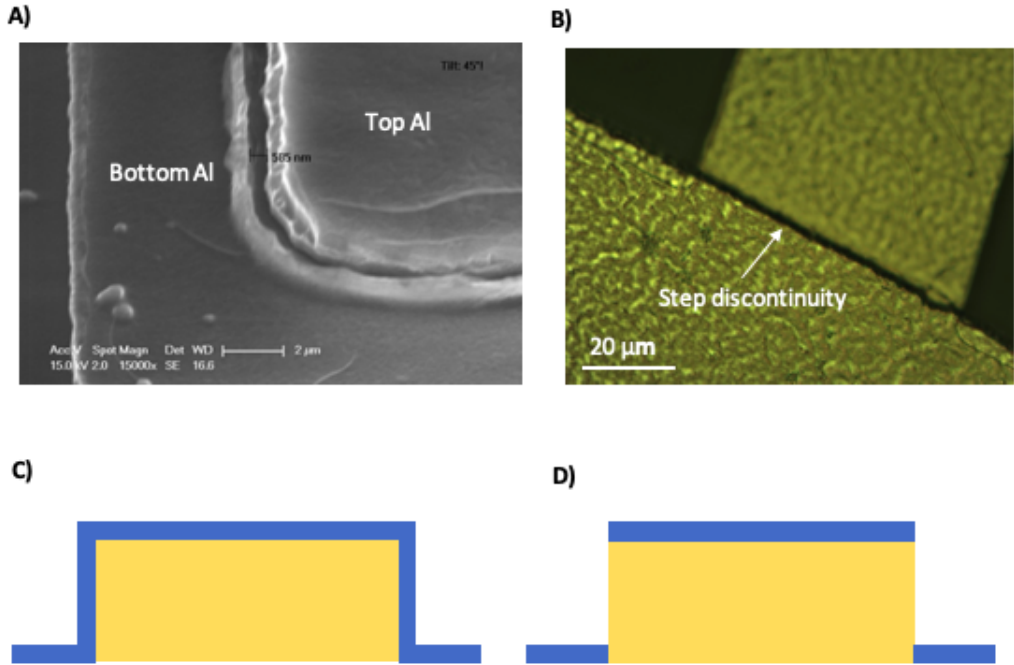 A)
B)
Tilt: 45°
Top Al
585 nm
Bottom Al
Step discontinuity
20 µm
Acc.V Spot Magn Det WD
15.0 kV 2.0 15000x SE 16.6
2 µm
C)
D)